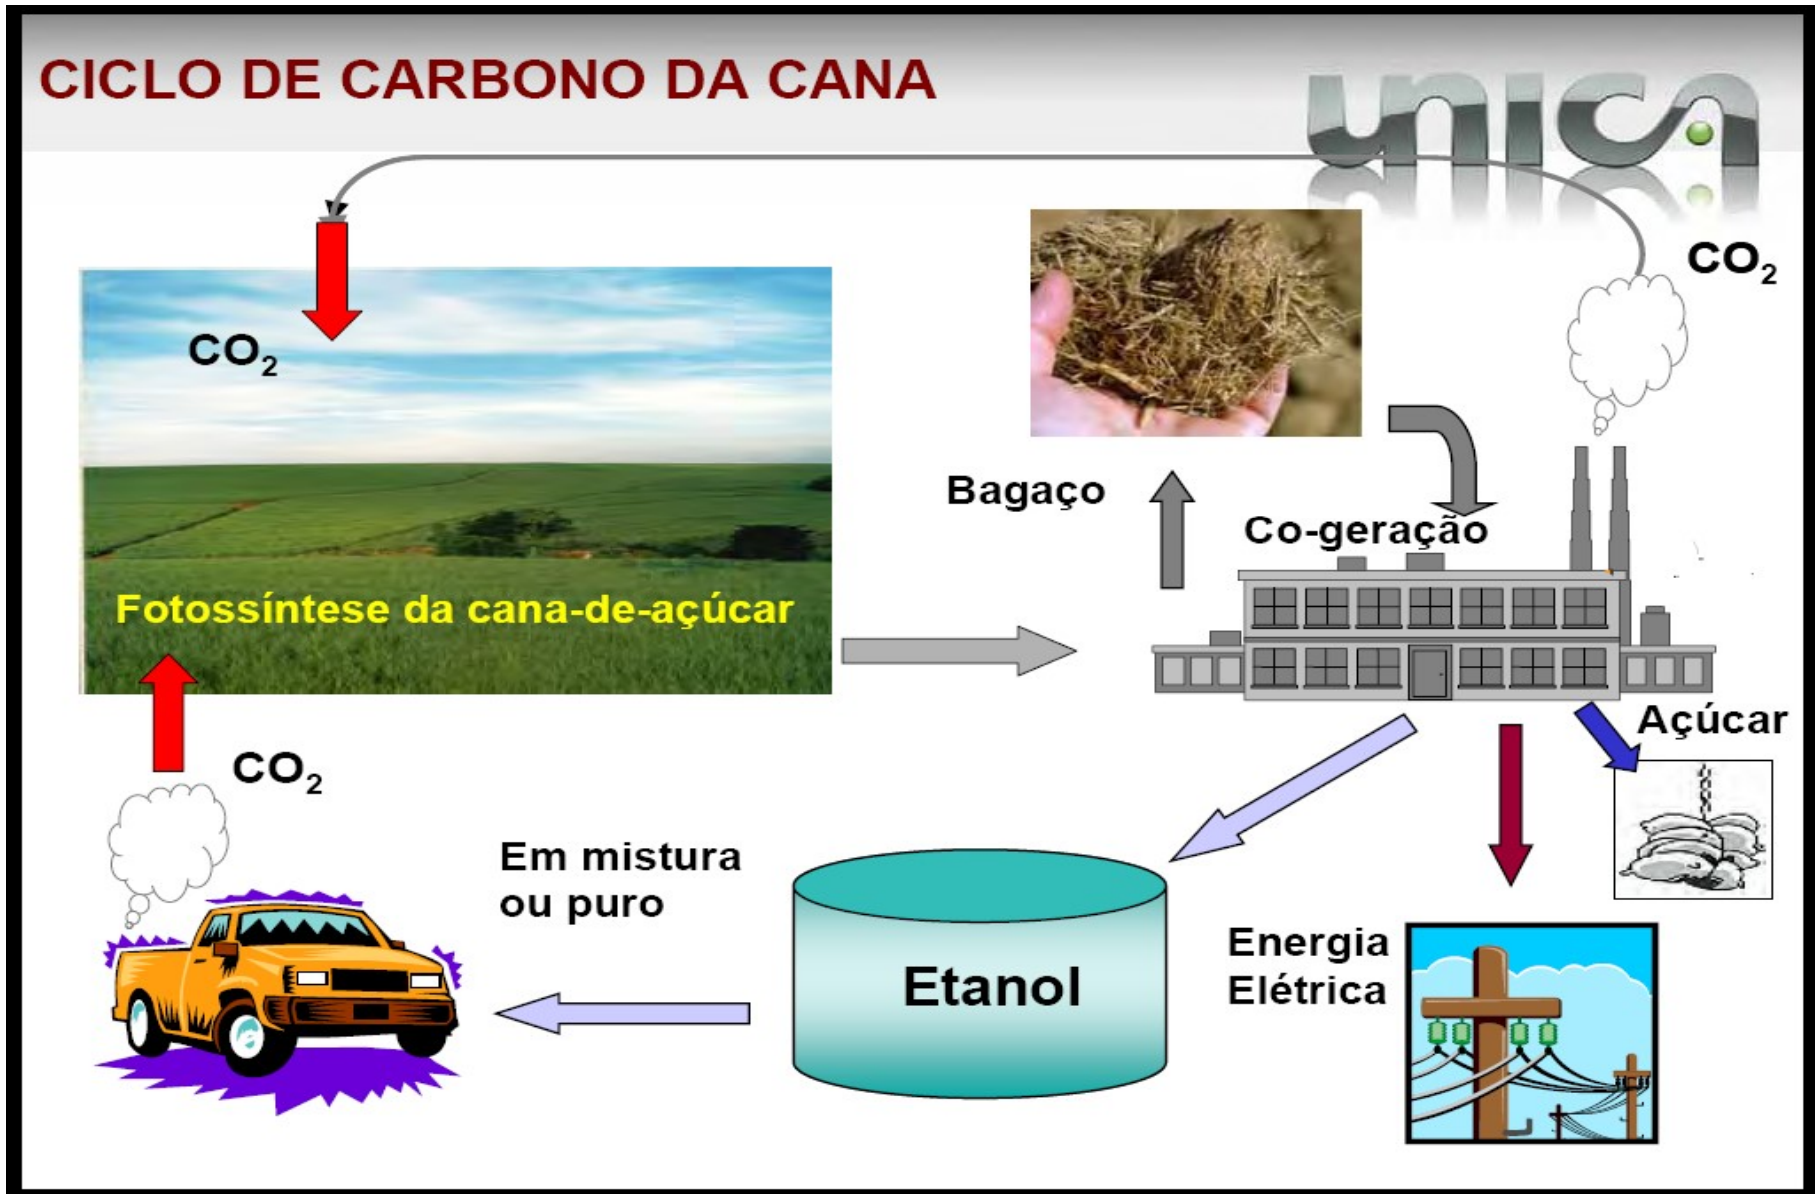 CICLO DE CARBONO DA CANA
unica
CO₂
CO₂
Bagaço
Co-geração
Fotossíntese da cana-de-açúcar
Açúcar
CO₂
Em mistura
ou puro
Etanol
Energia
Elétrica